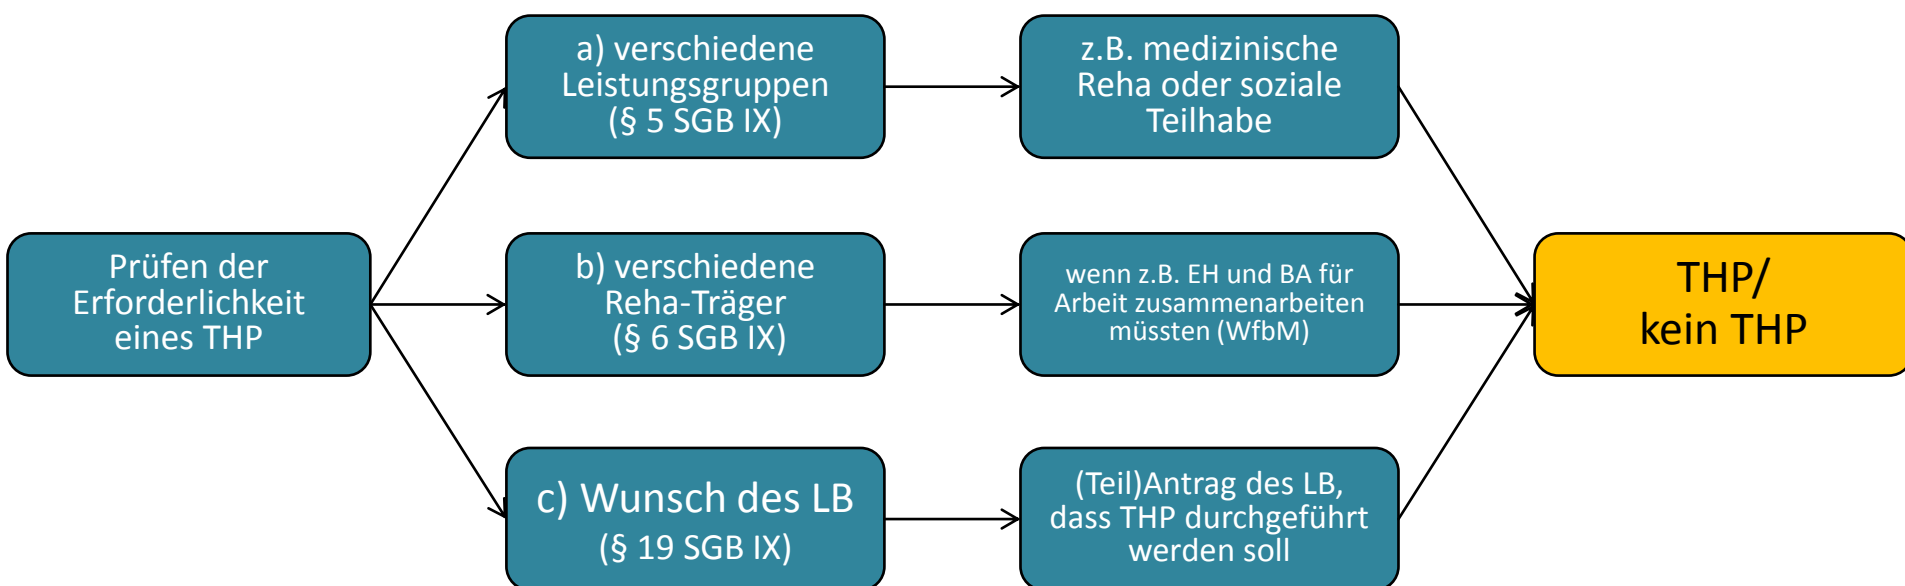 Prüfen der
Erforderlichkeit
eines THP
a) verschiedene
Leistungsgruppen
(§ 5 SGB IX)
z.B. medizinische
Reha oder soziale
Teilhabe
b) verschiedene
Reha-Träger
(§ 6 SGB IX)
wenn z.B. EH und BA für
Arbeit zusammenarbeiten
müssten (WfbM)
c) Wunsch des LB
(§ 19 SGB IX)
(Teil)Antrag des LB,
dass THP durchgeführt
werden soll
THP/
kein THP